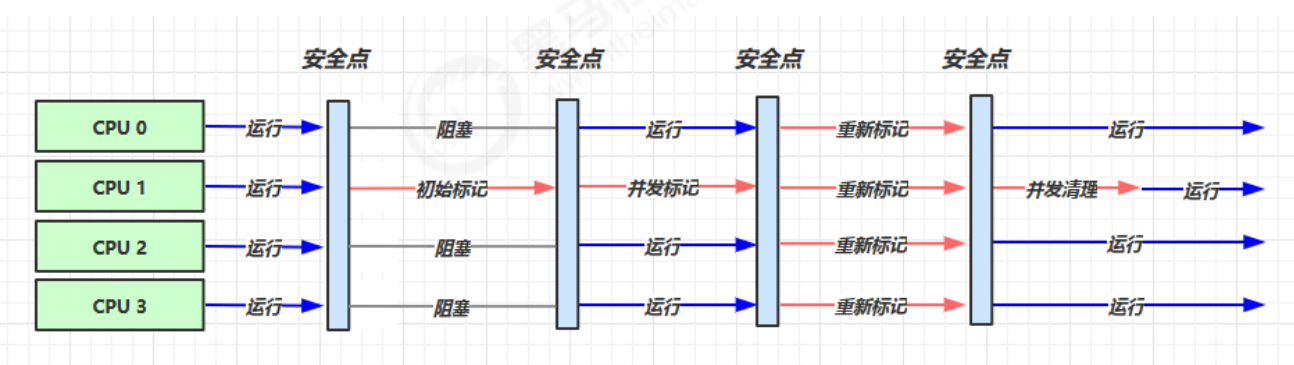 安全点 安全点 安全点 安全点
CPU 0 运行 阻塞 运行 重新标记 运行
CPU 1 运行 初始标记 并发标记 重新标记 并发清理 运行
CPU 2 运行 阻塞 运行 重新标记 运行
CPU 3 运行 阻塞 运行 重新标记 运行